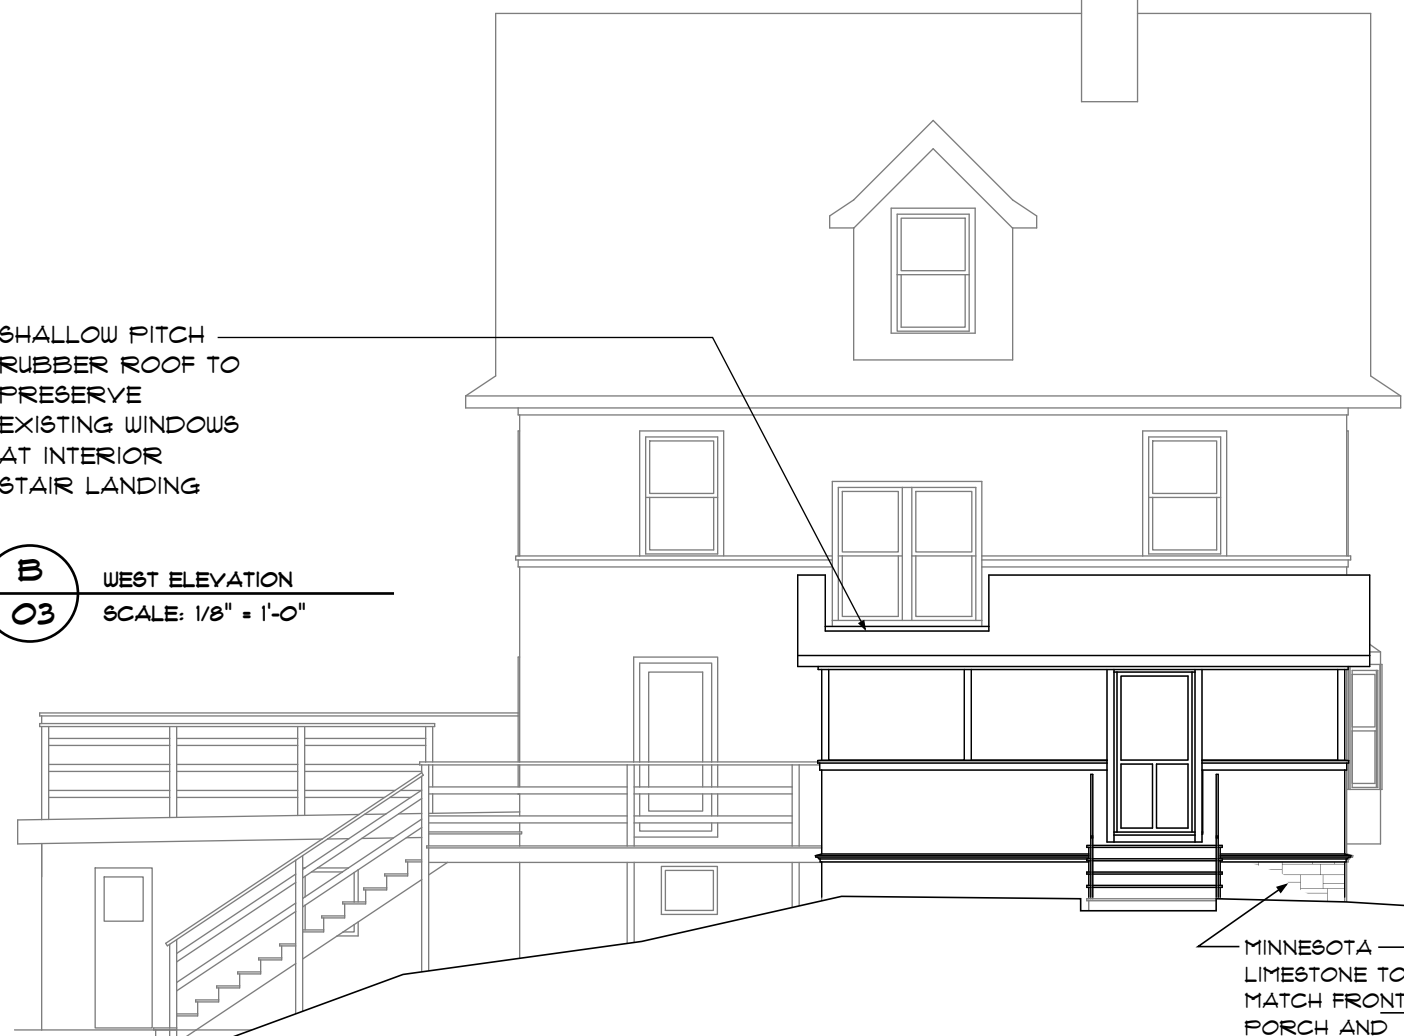 SHALLOW PITCH
RUBBER ROOF TO
PRESERVE
EXISTING WINDOWS
AT INTERIOR
STAIR LANDING
B
03
WEST ELEVATION
SCALE: 1/8" = 1'-0"
MINNESOTA
LIMESTONE TO
MATCH FRONT
PORCH AND